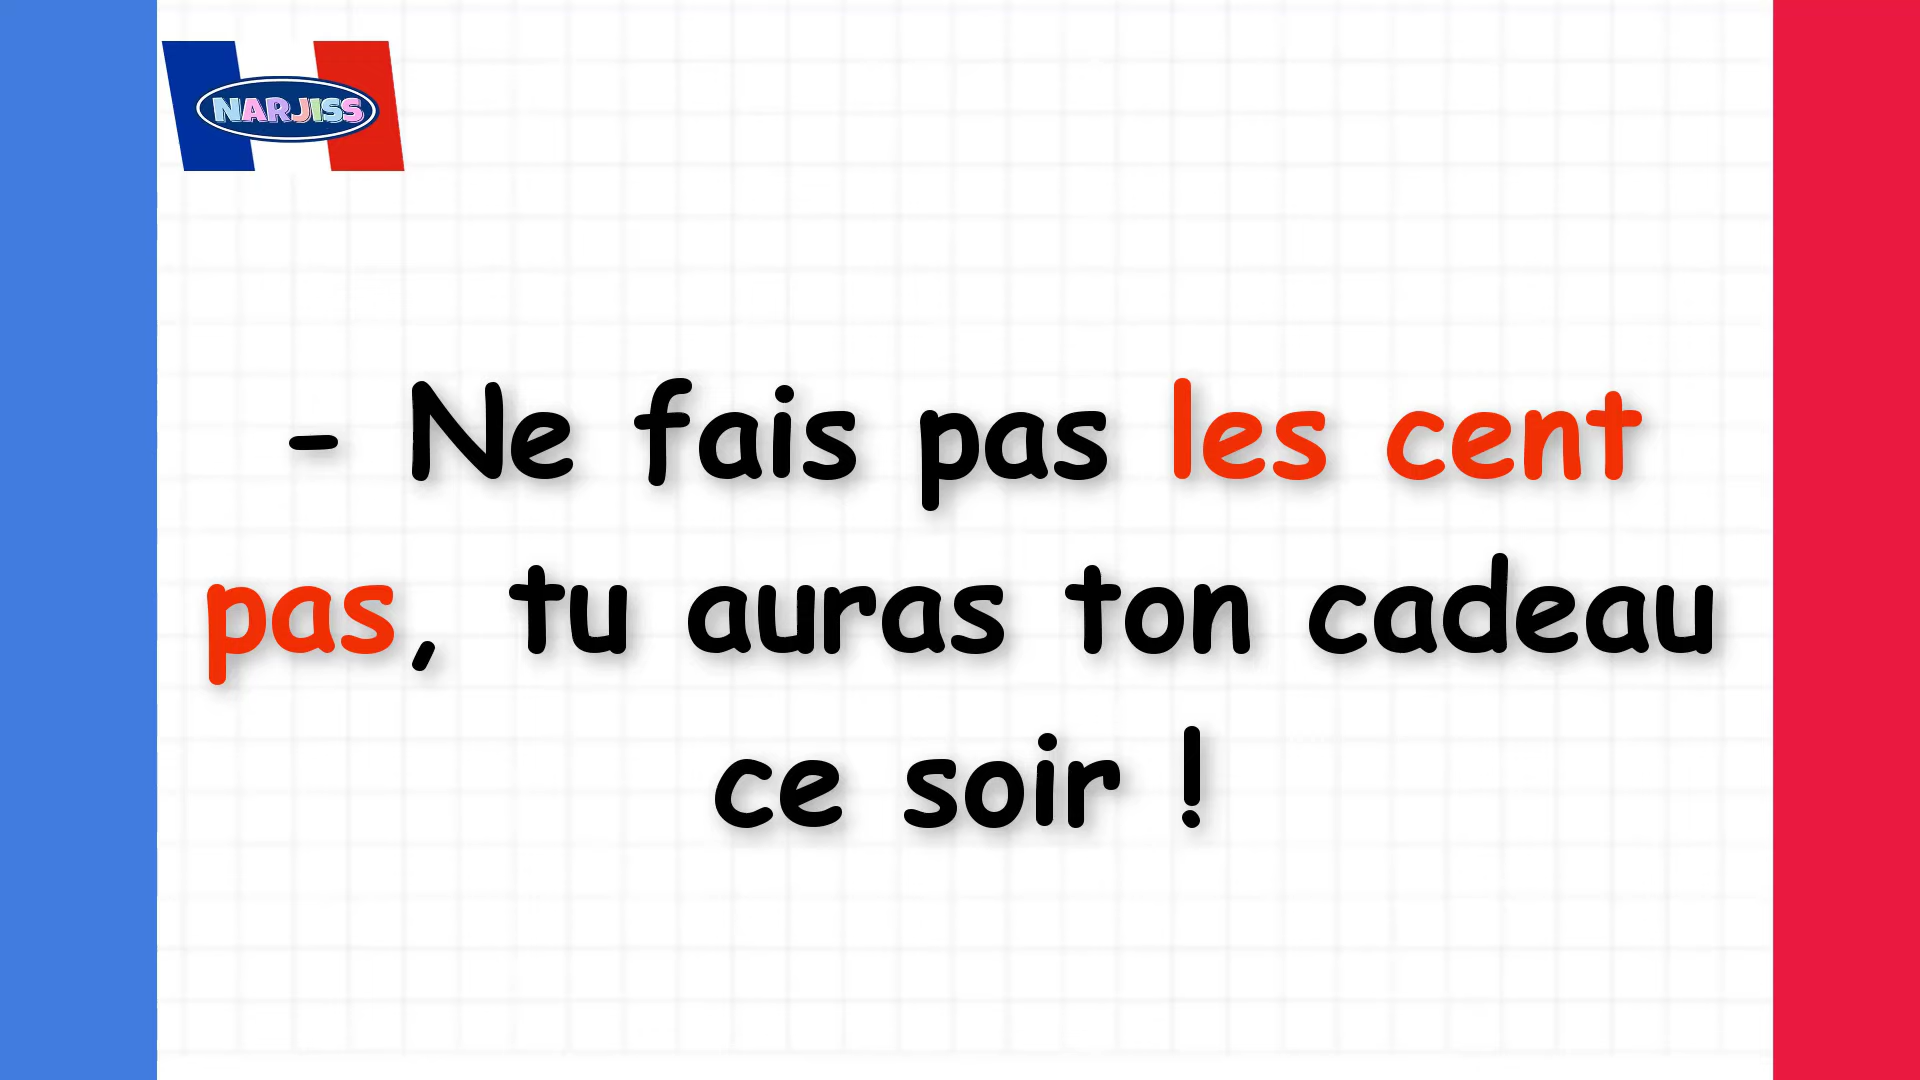 NARJISS
- Ne fais pas les cent
pas, tu auras ton cadeau
ce soir !